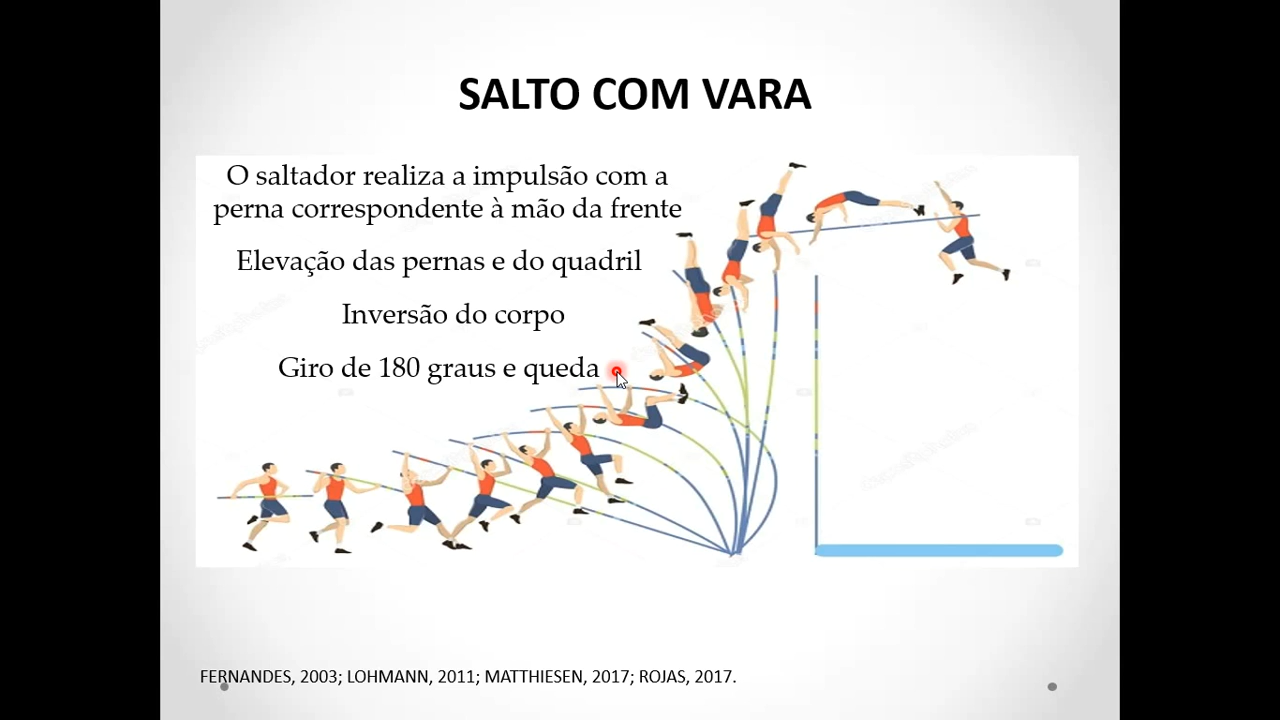 SALTO COM VARA
O saltador realiza a impulsão com a
perna correspondente à mão da frente
Elevação das pernas e do quadril
Inversão do corpo
Giro de 180 graus e queda
FERNANDES, 2003; LOHMANN, 2011; MATTHIESEN, 2017; ROJAS, 2017.